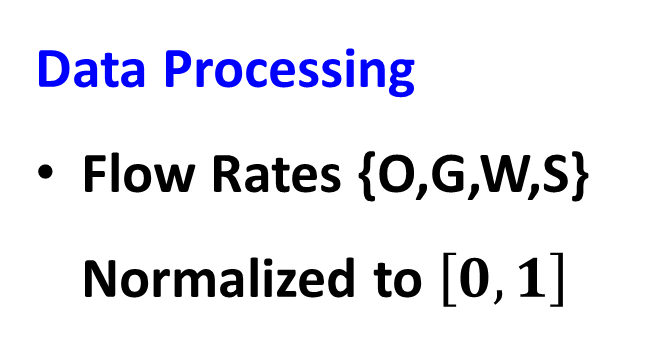 Data Processing
• Flow Rates {O,G,W,S}
Normalized to [0, 1]